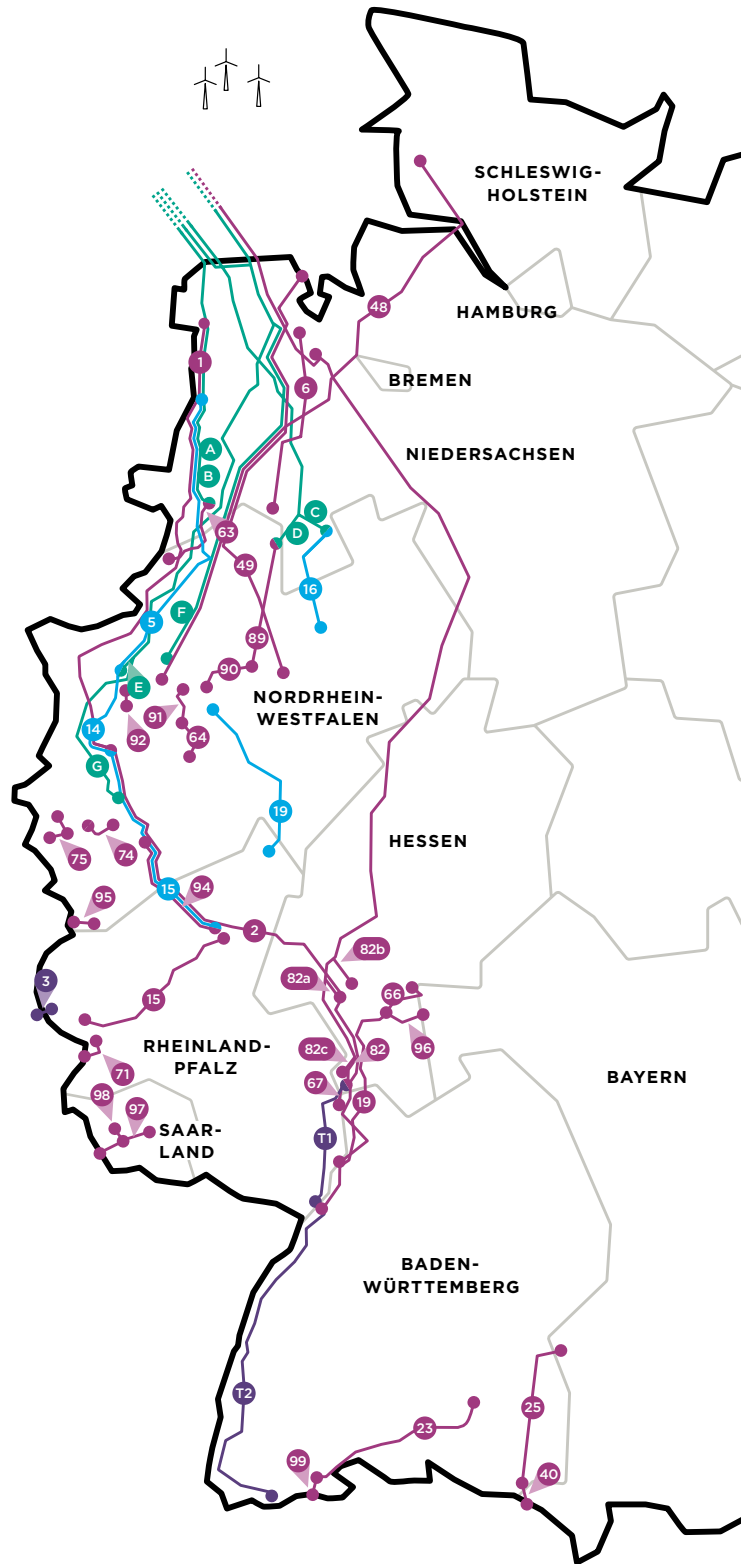 SCHLESWIG-
HOLSTEIN
48
HAMBURG
1
BREMEN
6
A
NIEDERSACHSEN
B
C
63
D
49
16
F
5
89
90
E
NORDRHEIN-
WESTFALEN
91
14
92
64
G
19
HESSEN
75
74
15
94
95
2
82b
3
82a
66
15
82c
82
96
RHEINLAND-
PFALZ
71
67
BAYERN
98
97
19
SAAR-
LAND
T1
BADEN-
WÜRTTEMBERG
T2
25
23
99
40